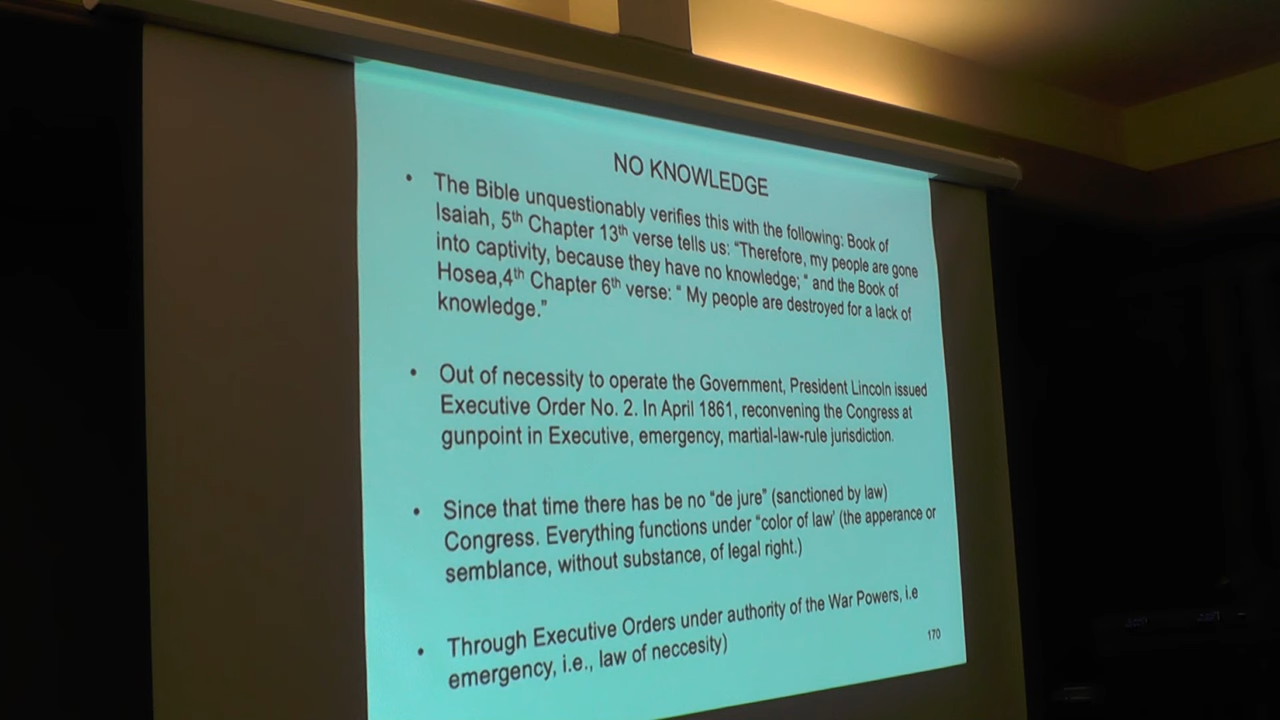 NO KNOWLEDGE
• The Bible unquestionably verifies this with the following: Book of
Isaiah, 5th Chapter 13th verse tells us: “Therefore, my people are gone
into captivity, because they have no knowledge; “ and the Book of
Hosea,4th Chapter 6th verse: “ My people are destroyed for a lack of
knowledge.”
• Out of necessity to operate the Government, President Lincoln issued
Executive Order No. 2. In April 1861, reconvening the Congress at
gunpoint in Executive, emergency, martial-law-rule jurisdiction.
• Since that time there has be no “de jure” (sanctioned by law)
Congress. Everything functions under “color of law’ (the apperance or
semblance, without substance, of legal right.)
• Through Executive Orders under authority of the War Powers, i.e
emergency, i.e., law of neccesity)
170